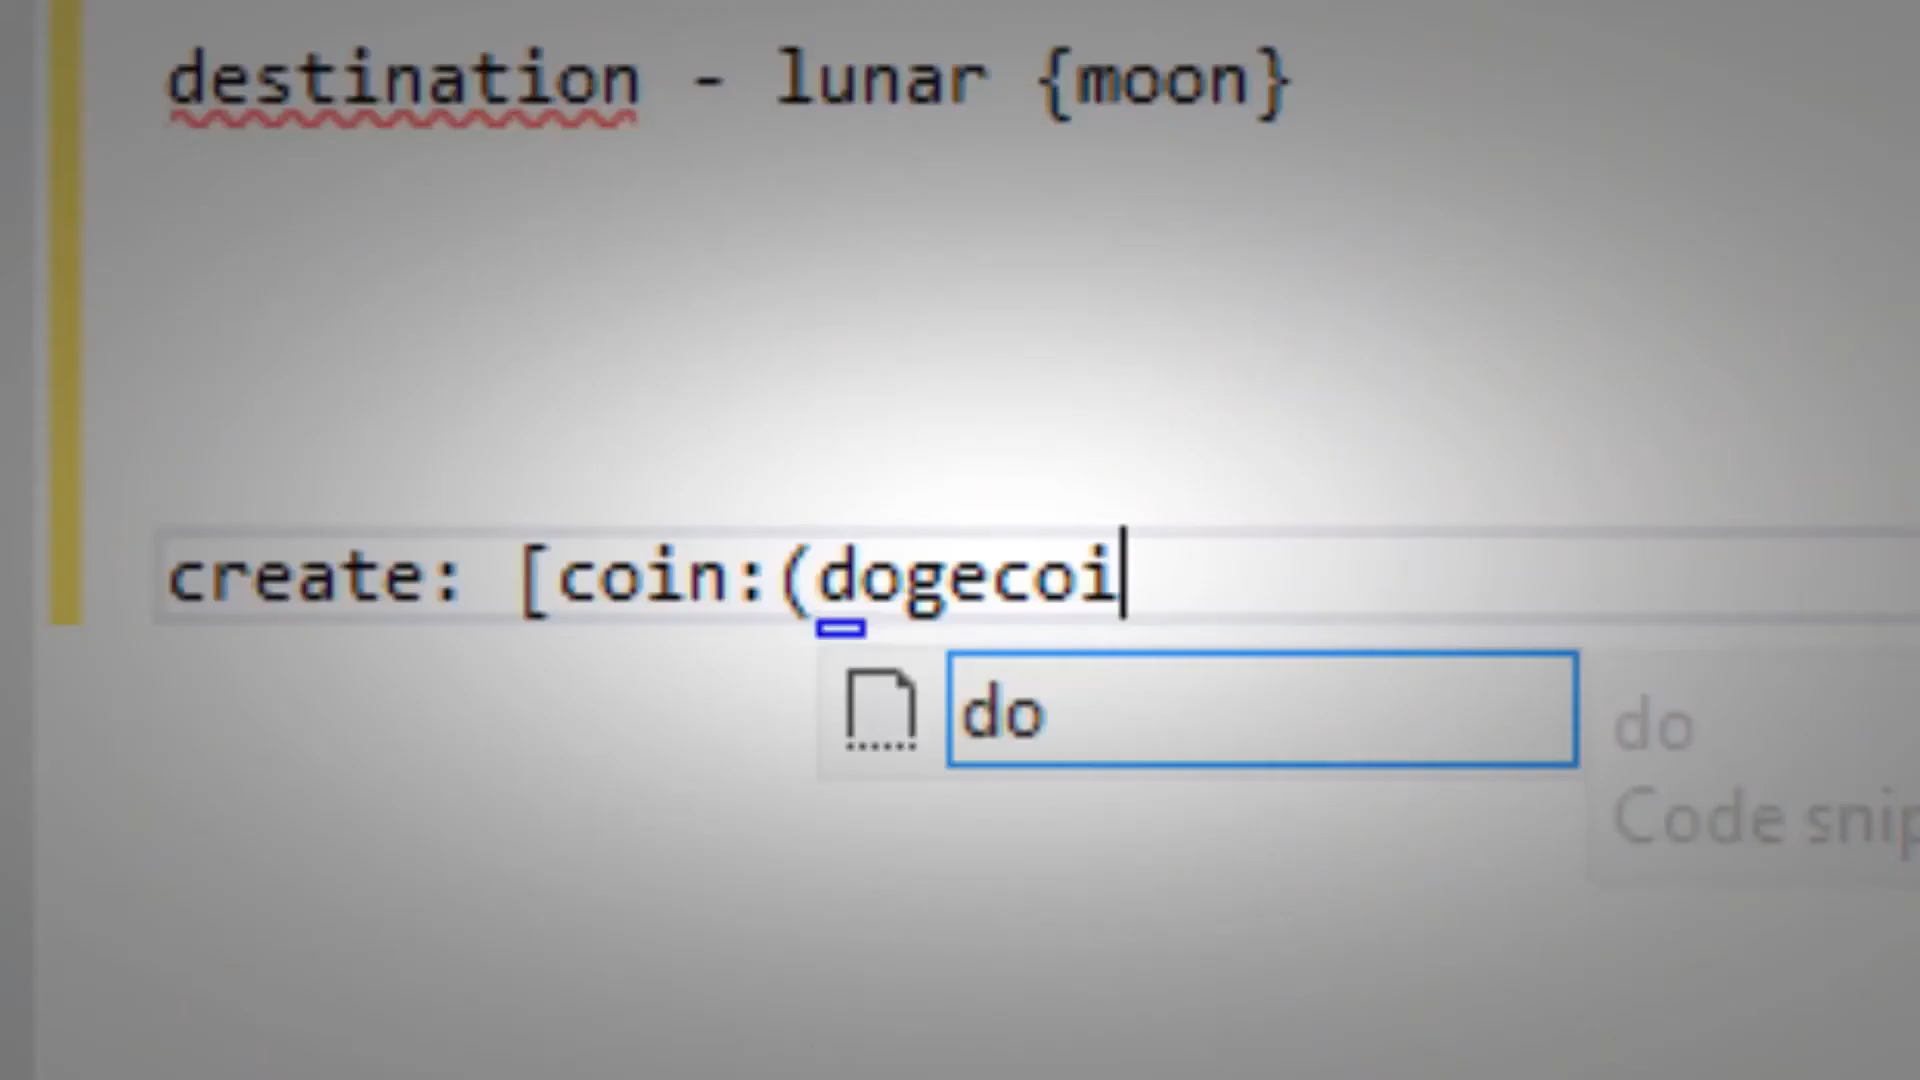 destination - lunar {moon}
create: [coin:(dogecoi
do
do
Code snip